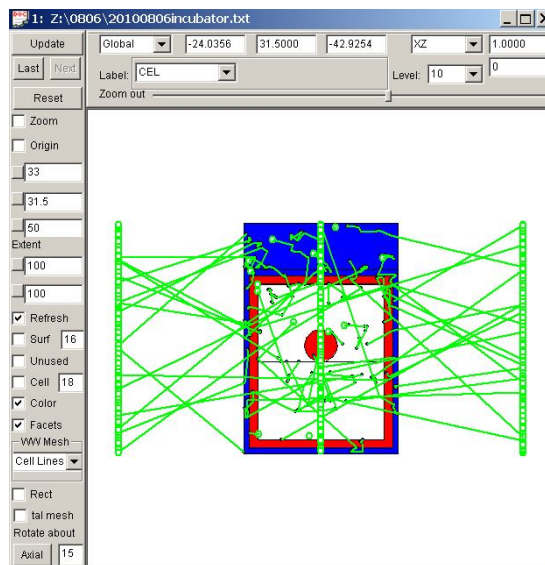 1: Z:\0806\20100806incubator.txt
Update
Global -24.0356 31.5000 -42.9254 XZ 1.0000
Last Next
Label: CEL Level: 10 0
Reset
Zoom out
Zoom
Origin
33
31.5
50
Extent
100
100
Refresh
Surf 16
Unused
Cell 18
Color
Facets
WW Mesh
Cell Lines
Rect
tal mesh
Rotate about
Axial 15